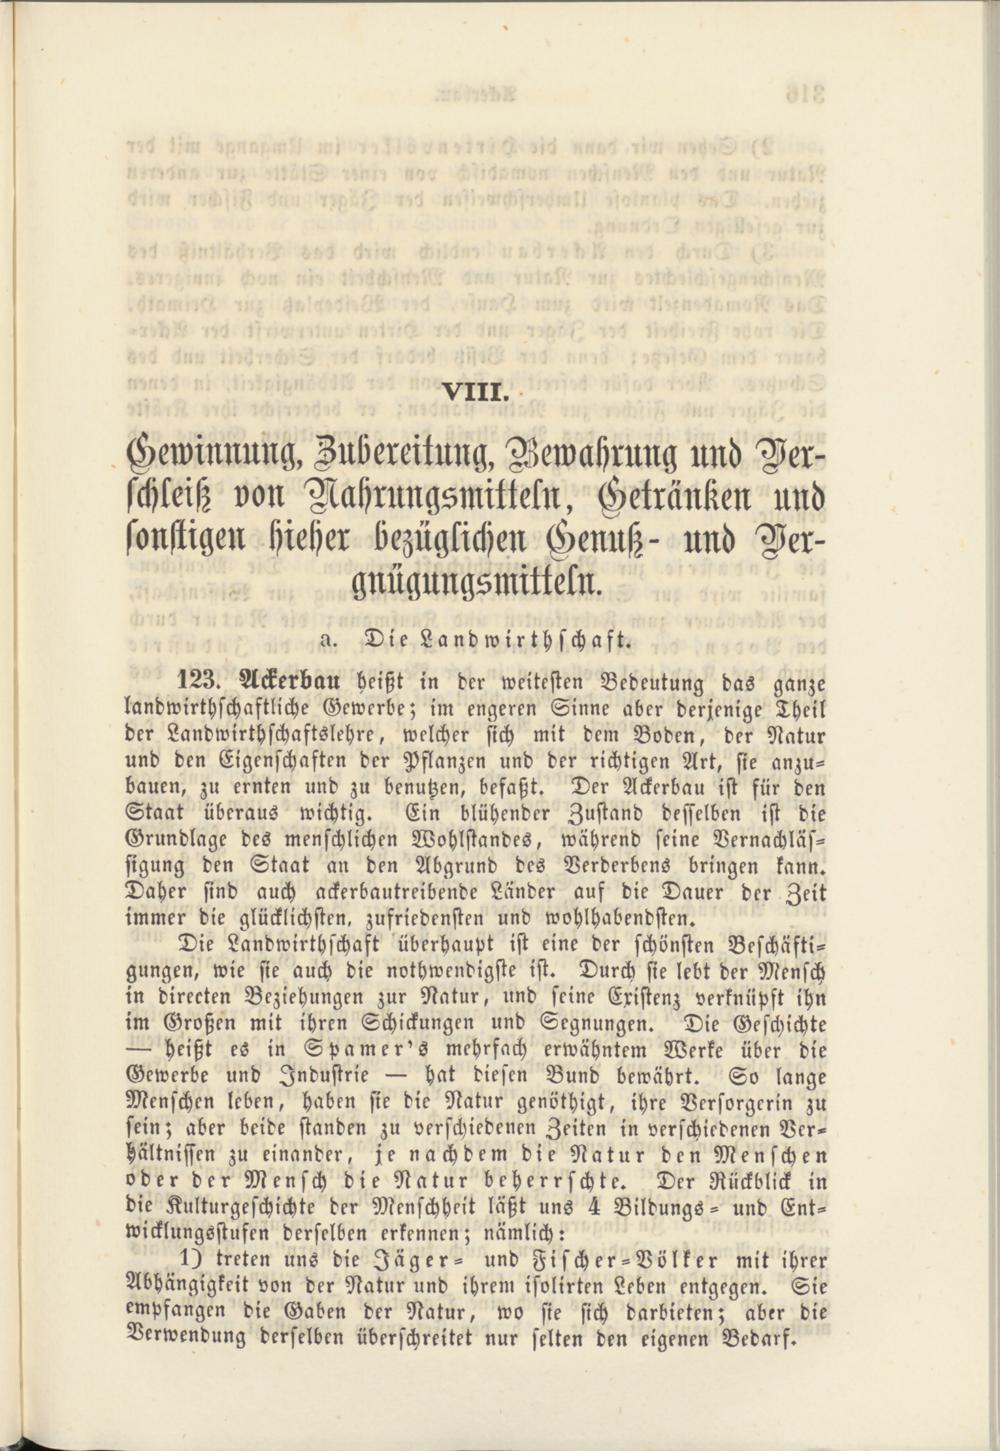 VIII.
Gewinnung, Zubereitung, Bewahrung und Ver-
schleiß von Nahrungsmitteln, Getränken und
sonstigen hieher bezüglichen Genuß- und Ver-
gnügungsmitteln.
a. Die Landwirthschaft.
123. Ackerbau heißt in der weitesten Bedeutung das ganze
landwirthschaftliche Gewerbe; im engeren Sinne aber derjenige Theil
der Landwirthschaftslehre, welcher sich mit dem Boden, der Natur
und den Eigenschaften der Pflanzen und der richtigen Art, sie anzu-
bauen, zu ernten und zu benutzen, befaßt. Der Ackerbau ist für den
Staat überaus wichtig. Ein blühender Zustand desselben ist die
Grundlage des menschlichen Wohlstandes, während seine Vernachläs-
sigung den Staat an den Abgrund des Verderbens bringen kann.
Daher sind auch ackerbautreibende Länder auf die Dauer der Zeit
immer die glücklichsten, zufriedensten und wohlhabendsten.
Die Landwirthschaft überhaupt ist eine der schönsten Beschäfti-
gungen, wie sie auch die nothwendigste ist. Durch sie lebt der Mensch
in directen Beziehungen zur Natur, und seine Existenz verknüpft ihn
im Großen mit ihren Schickungen und Segnungen. Die Geschichte
— heißt es in Spamer's mehrfach erwähntem Werke über die
Gewerbe und Industrie — hat diesen Bund bewährt. So lange
Menschen leben, haben sie die Natur genöthigt, ihre Versorgerin zu
sein; aber beide standen zu verschiedenen Zeiten in verschiedenen Ver-
hältnissen zu einander, je nachdem die Natur den Menschen
oder der Mensch die Natur beherrschte. Der Rückblick in
die Kulturgeschichte der Menschheit läßt uns 4 Bildungs- und Ent-
wicklungsstufen derselben erkennen; nämlich:
1) treten uns die Jäger- und Fischer-Völker mit ihrer
Abhängigkeit von der Natur und ihrem isolirten Leben entgegen. Sie
empfangen die Gaben der Natur, wo sie sich darbieten; aber die
Verwendung derselben überschreitet nur selten den eigenen Bedarf.